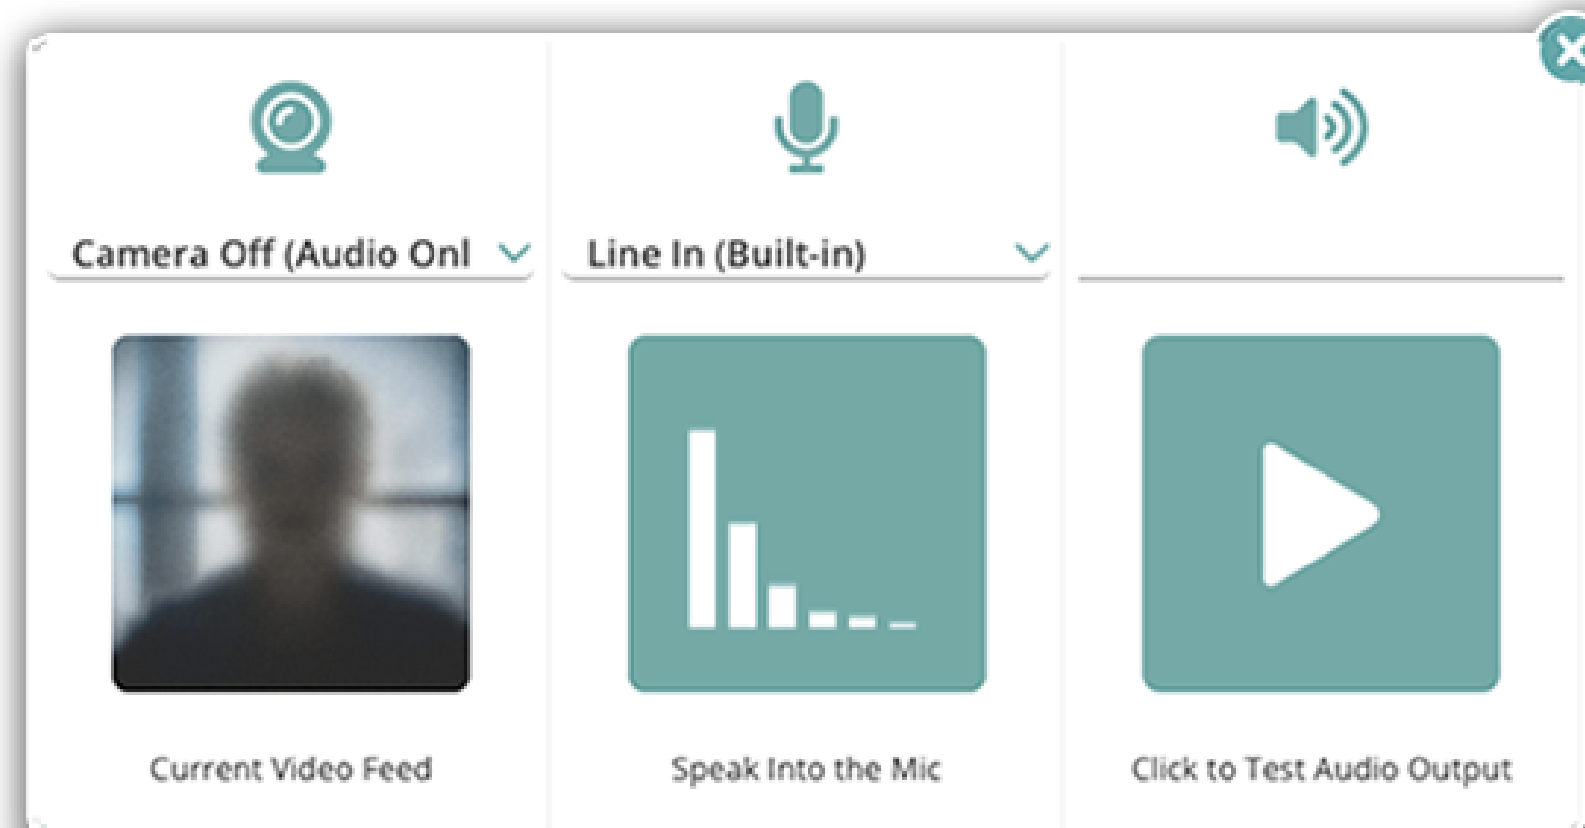 Camera Off (Audio Onl
Line In (Built-in)
Current Video Feed
Speak Into the Mic
Click to Test Audio Output